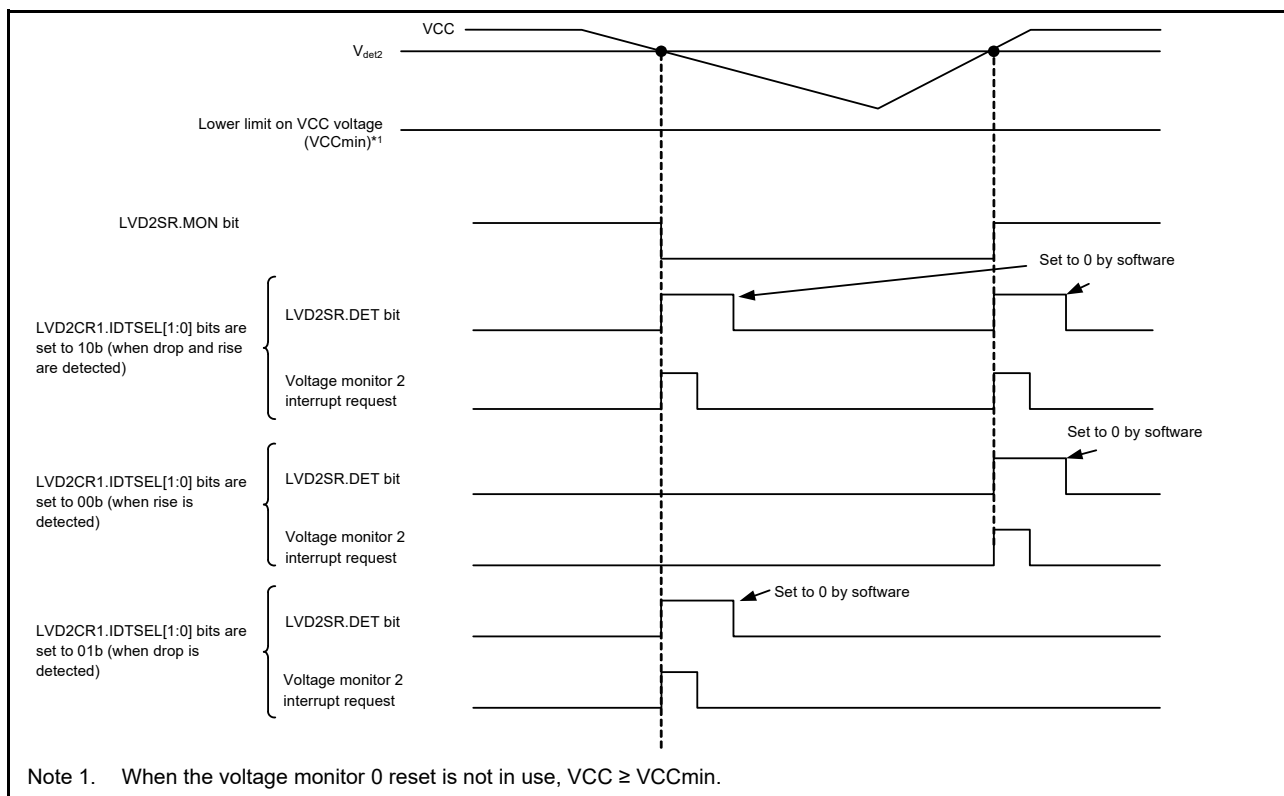 VCC
Vdet2
Lower limit on VCC voltage
(VCCmin)*1
LVD2SR.MON bit
Set to 0 by software
LVD2CR1.IDTSEL[1:0] bits are
set to 10b (when drop and rise
are detected)
LVD2SR.DET bit
Voltage monitor 2
interrupt request
Set to 0 by software
LVD2CR1.IDTSEL[1:0] bits are
set to 00b (when rise is
detected)
LVD2SR.DET bit
Voltage monitor 2
interrupt request
Set to 0 by software
LVD2CR1.IDTSEL[1:0] bits are
set to 01b (when drop is
detected)
LVD2SR.DET bit
Voltage monitor 2
interrupt request
Note 1. When the voltage monitor 0 reset is not in use, VCC ≥ VCCmin.